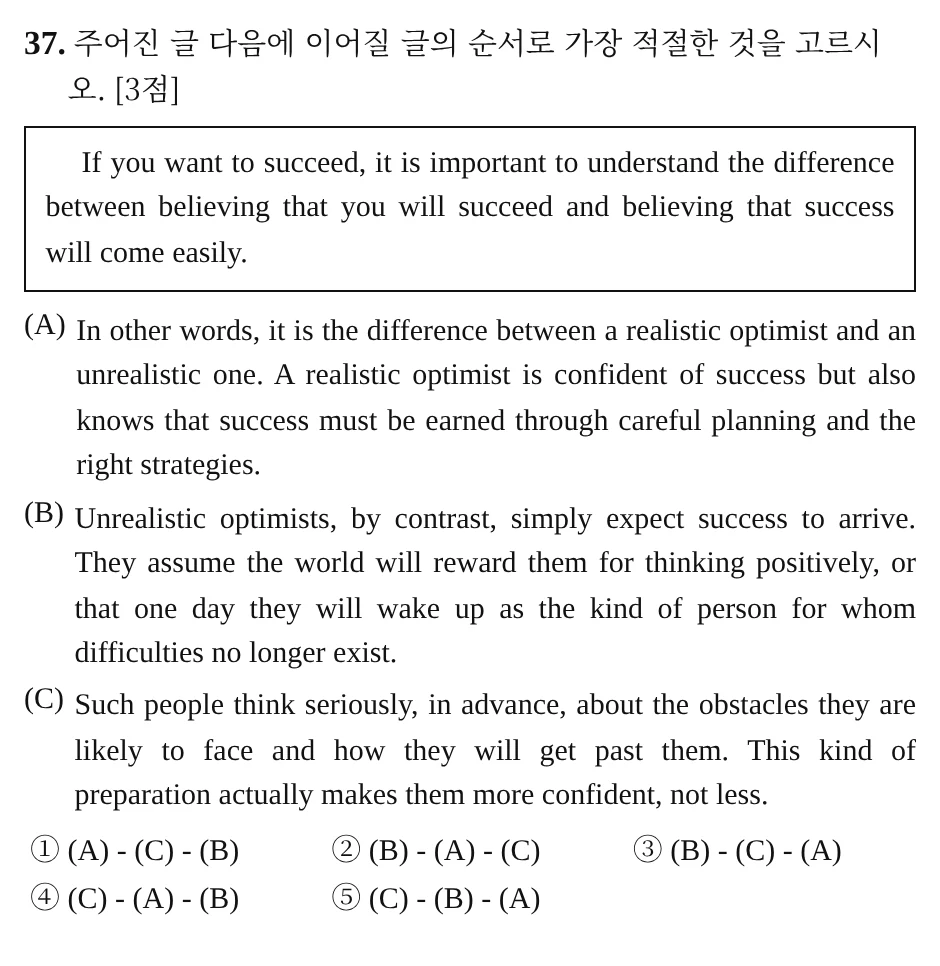 37. 주어진 글 다음에 이어질 글의 순서로 가장 적절한 것을 고르시
오. [3점]
If you want to succeed, it is important to understand the difference
between believing that you will succeed and believing that success
will come easily.
(A) In other words, it is the difference between a realistic optimist and an
unrealistic one. A realistic optimist is confident of success but also
knows that success must be earned through careful planning and the
right strategies.
(B) Unrealistic optimists, by contrast, simply expect success to arrive.
They assume the world will reward them for thinking positively, or
that one day they will wake up as the kind of person for whom
difficulties no longer exist.
(C) Such people think seriously, in advance, about the obstacles they are
likely to face and how they will get past them. This kind of
preparation actually makes them more confident, not less.
① (A) - (C) - (B) ② (B) - (A) - (C) ③ (B) - (C) - (A)
④ (C) - (A) - (B) ⑤ (C) - (B) - (A)